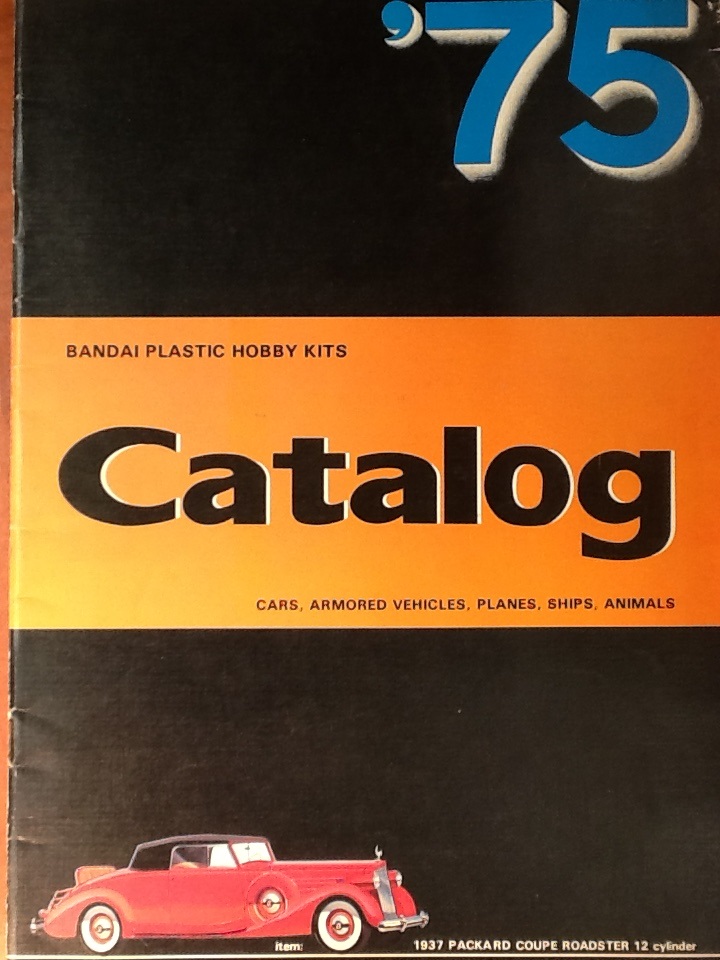 ’75
BANDAI PLASTIC HOBBY KITS
Catalog
CARS, ARMORED VEHICLES, PLANES, SHIPS, ANIMALS
item: 1937 PACKARD COUPE ROADSTER 12 cylinder